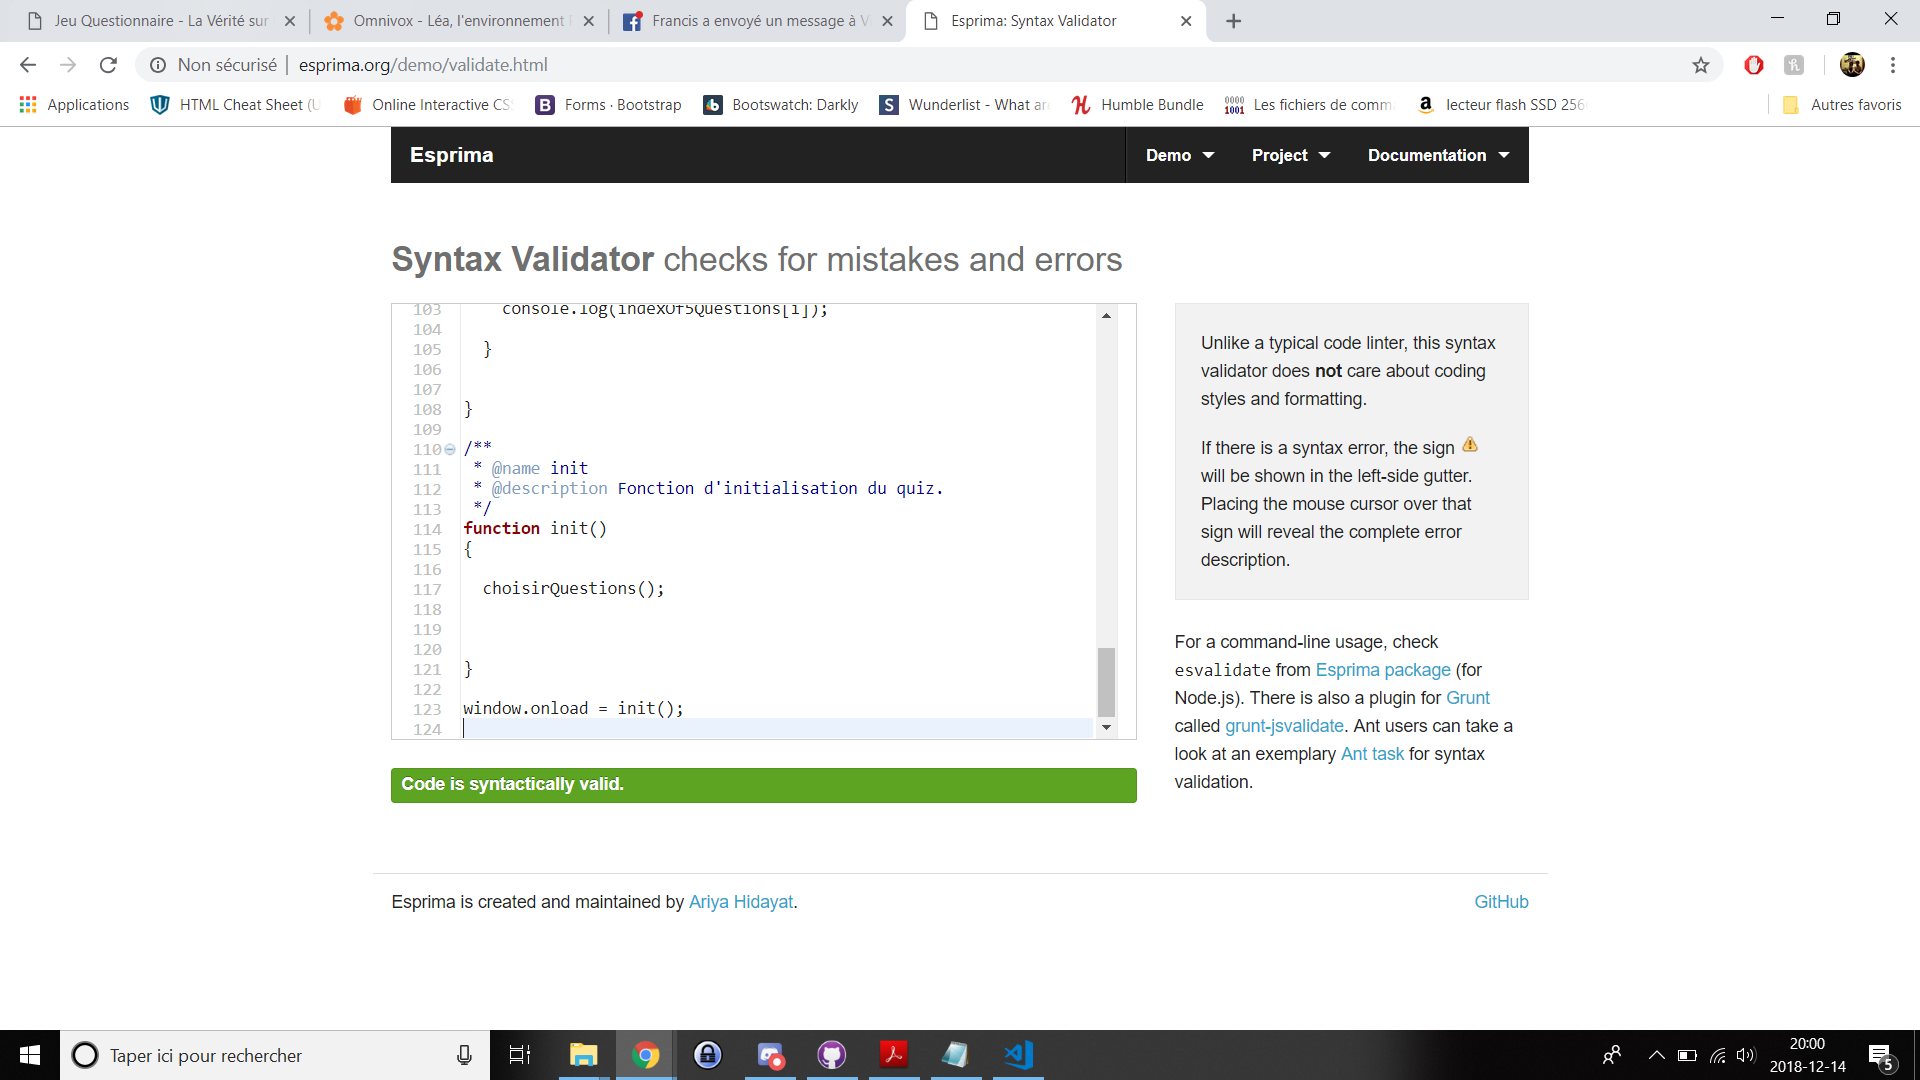 Jeu Questionnaire - La Vérité sur
Omnivox - Léa, l'environnement
Francis a envoyé un message à V
Esprima: Syntax Validator
Non sécurisé | esprima.org/demo/validate.html
Applications
HTML Cheat Sheet (
Online Interactive CS
Forms · Bootstrap
Bootswatch: Darkly
Wunderlist - What ar
Humble Bundle
Les fichiers de comm
lecteur flash SSD 256
Autres favoris
Esprima
Demo
Project
Documentation
Syntax Validator checks for mistakes and errors
103 console.log(indexOf5Questions[i]);
104
105 }
106
107
108 }
109
110 /**
111 * @name init
112 * @description Fonction d'initialisation du quiz.
113 */
114 function init()
115 {
116
117 choisirQuestions();
118
119
120
121 }
122
123 window.onload = init();
124
Code is syntactically valid.
Unlike a typical code linter, this syntax
validator does not care about coding
styles and formatting.
If there is a syntax error, the sign
will be shown in the left-side gutter.
Placing the mouse cursor over that
sign will reveal the complete error
description.
For a command-line usage, check
esvalidate from Esprima package (for
Node.js). There is also a plugin for Grunt
called grunt-jsvalidate. Ant users can take a
look at an exemplary Ant task for syntax
validation.
Esprima is created and maintained by Ariya Hidayat.
GitHub
Taper ici pour rechercher
20:00
2018-12-14
5